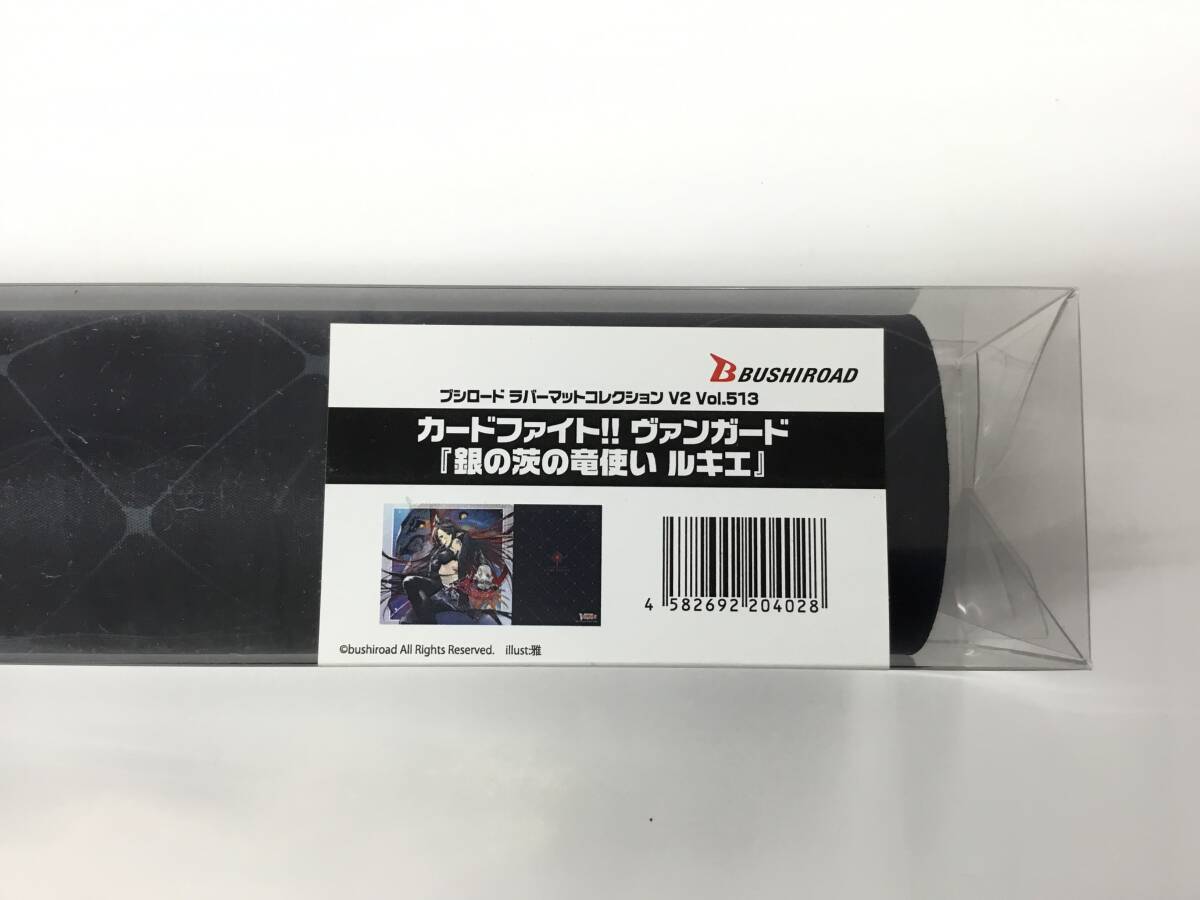 BUSHIROAD
ブシロード ラバーマットコレクション V2 Vol.513
カードファイト!! ヴァンガード
『銀の茨の竜使い ルキエ』
4 582692 204028
©bushiroad All Rights Reserved. illust:雅